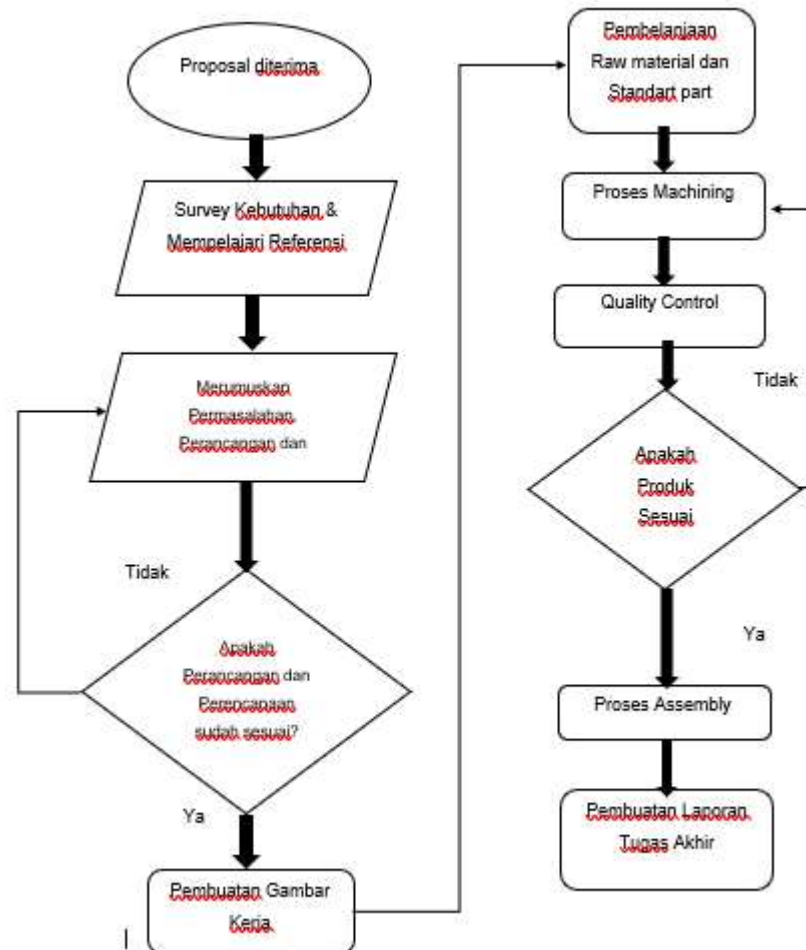 Proposal diterima
Survey Kebutuhan &
Mempelajari Referensi
Merumuskan
Permasalahan,
Perancangan dan
Tidak
Apakah
Perancangan dan
Perencanaan
sudah sesuai?
Ya
Pembuatan Gambar
Kerja
Pembelanjaan
Raw material dan
Standart part
Proses Machining
Quality Control
Tidak
Apakah
Produk
Sesuai
Ya
Proses Assembly
Pembuatan Laporan
Tugas Akhir